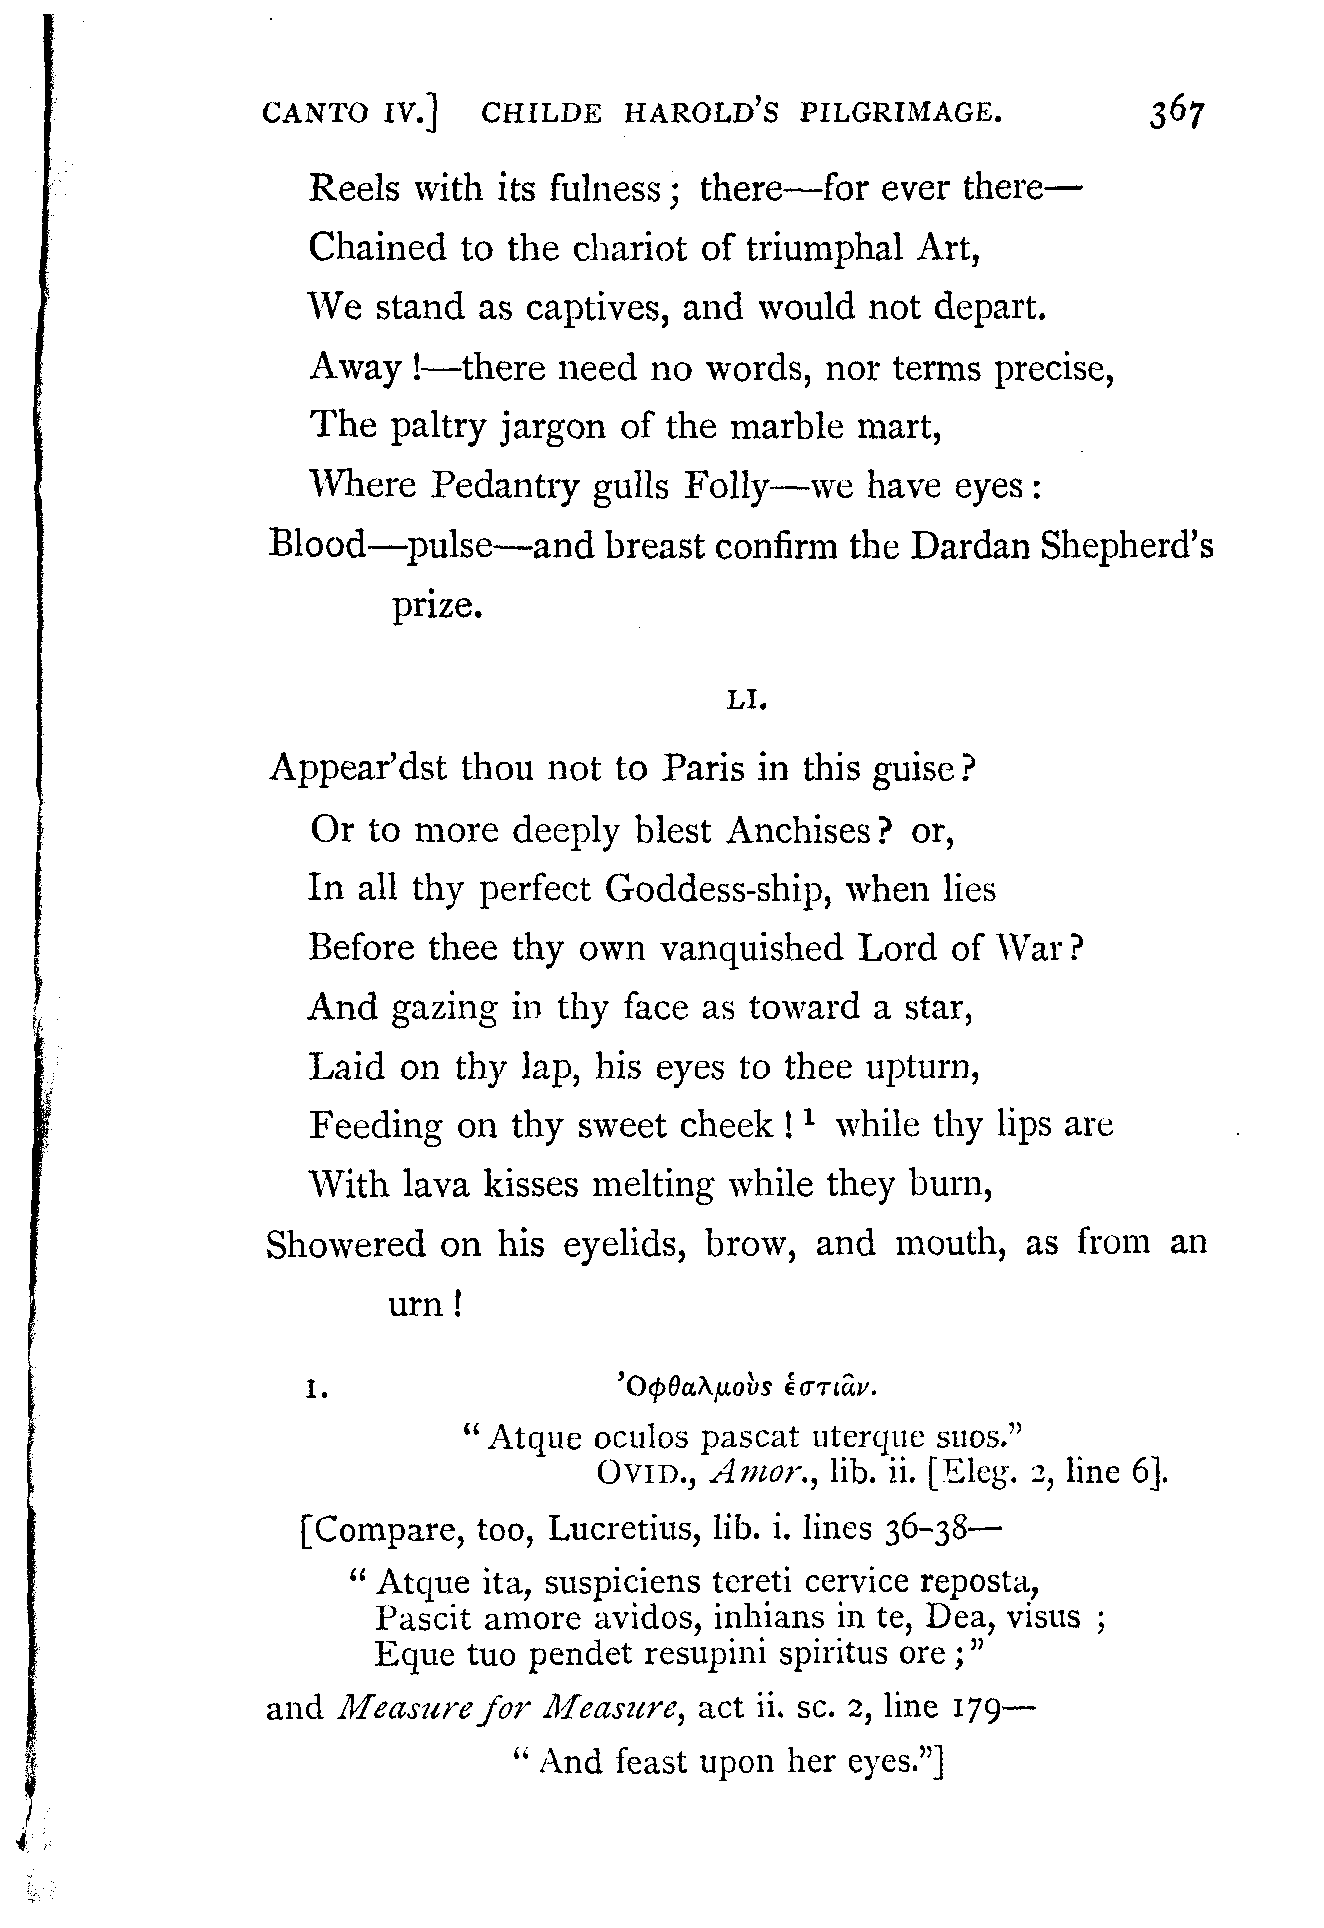 CANTO IV.] CHILDE HAROLD'S PILGRIMAGE. 367
Reels with its fulness; there—for ever there—
Chained to the chariot of triumphal Art,
We stand as captives, and would not depart.
Away!—there need no words, nor terms precise,
The paltry jargon of the marble mart,
Where Pedantry gulls Folly—we have eyes:
Blood—pulse—and breast confirm the Dardan Shepherd's
prize.
LI.
Appear'dst thou not to Paris in this guise?
Or to more deeply blest Anchises? or,
In all thy perfect Goddess-ship, when lies
Before thee thy own vanquished Lord of War?
And gazing in thy face as toward a star,
Laid on thy lap, his eyes to thee upturn,
Feeding on thy sweet cheek!¹ while thy lips are
With lava kisses melting while they burn,
Showered on his eyelids, brow, and mouth, as from an
urn!
1. Ὀφθαλμοὺς ἑστιᾶν.
"Atque oculos pascat uterque suos."
OVID., Amor., lib. ii. [Eleg. 2, line 6].
[Compare, too, Lucretius, lib. i. lines 36-38—
"Atque ita, suspiciens tereti cervice reposta,
Pascit amore avidos, inhians in te, Dea, visus;
Eque tuo pendet resupini spiritus ore;"
and Measure for Measure, act ii. sc. 2, line 179—
"And feast upon her eyes."]